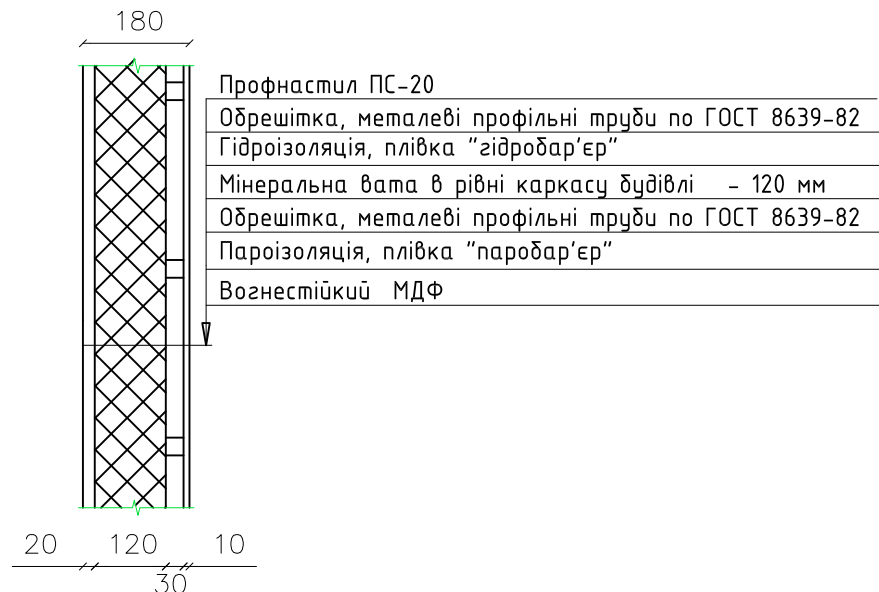 180
Профнастил ПС-20
Обрешітка, металеві профільні труби по ГОСТ 8639-82
Гідроізоляція, плівка "гідробар'єр"
Мінеральна вата в рівні каркасу будівлі - 120 мм
Обрешітка, металеві профільні труби по ГОСТ 8639-82
Пароізоляція, плівка "паробар'єр"
Вогнестійкий МДФ
20 120 10
30